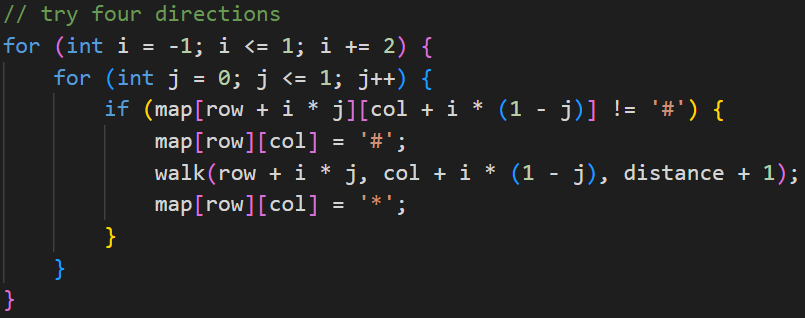 // try four directions
for (int i = -1; i <= 1; i += 2) {
    for (int j = 0; j <= 1; j++) {
        if (map[row + i * j][col + i * (1 - j)] != '#') {
            map[row][col] = '#';
            walk(row + i * j, col + i * (1 - j), distance + 1);
            map[row][col] = '*';
        }
    }
}